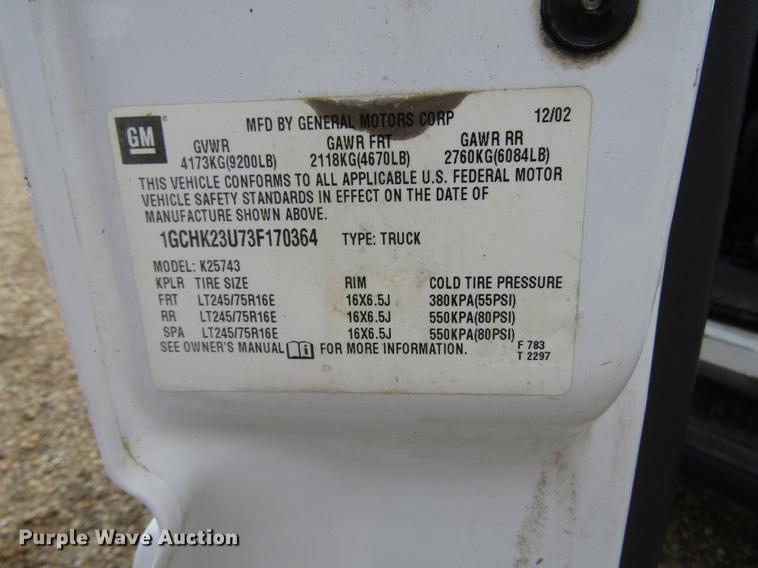 GM® MFD BY GENERAL MOTORS CORP 12/02
GVWR GAWR FRT GAWR RR
4173KG(9200LB) 2118KG(4670LB) 2760KG(6084LB)
THIS VEHICLE CONFORMS TO ALL APPLICABLE U.S. FEDERAL MOTOR
VEHICLE SAFETY STANDARDS IN EFFECT ON THE DATE OF
MANUFACTURE SHOWN ABOVE.
1GCHK23U73F170364 TYPE: TRUCK
MODEL: K25743
KPLR TIRE SIZE RIM COLD TIRE PRESSURE
FRT LT245/75R16E 16X6.5J 380KPA(55PSI)
RR LT245/75R16E 16X6.5J 550KPA(80PSI)
SPA LT245/75R16E 16X6.5J 550KPA(80PSI)
SEE OWNER'S MANUAL FOR MORE INFORMATION. F 783
T 2297
Purple Wave Auction